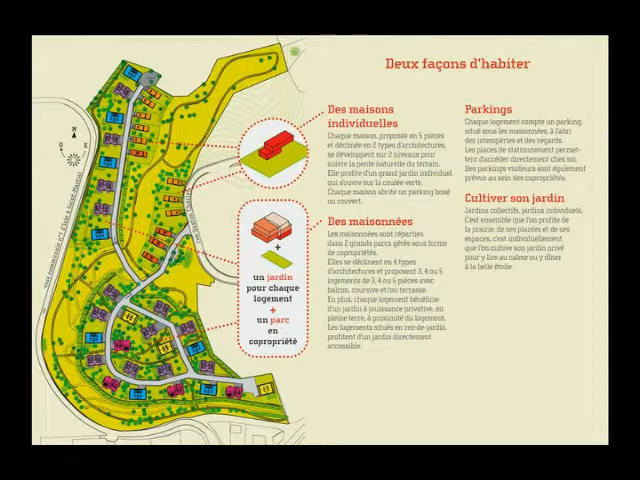 Deux façons d'habiter
Des maisons
individuelles
Chaque maison, proposée en 5 pièces
et déclinée en 2 types d'architectures,
se développent sur 2 niveaux pour
suivre la pente naturelle du terrain.
Elle profite d'un grand jardin individuel
qui s'ouvre sur la coulée verte.
Chaque maison abrite un parking boxé
ou couvert.
Des maisonnées
Les maisonnées sont réparties
dans 2 grands parcs gérés sous forme
de copropriétés.
Elles se déclinent en 4 types
d'architectures et proposent 3, 4 ou 5
logements de 3, 4 ou 5 pièces avec
balcon, coursive et/ou terrasse.
En plus, chaque logement bénéficie
d'un jardin à jouissance privative, en
pleine terre, à proximité du logement.
Les logements situés en rez-de-jardin
profitent d'un jardin directement
accessible.
Parkings
Chaque logement compte un parking,
situé sous les maisonnées, à l'abri
des intempéries et des regards.
Les places de stationnement permet-
tent d'accéder directement chez soi.
Des parkings visiteurs sont également
prévus au sein des copropriétés.
Cultiver son jardin
Jardins collectifs, jardins individuels.
C'est ensemble que l'on profite de
la prairie, de ses plantes et de ses
espaces, c'est individuellement
que l'on cultive son jardin privé
pour y lire au calme ou y dîner
à la belle étoile.
+
un jardin
pour chaque
logement
+
un parc
en
copropriété
N